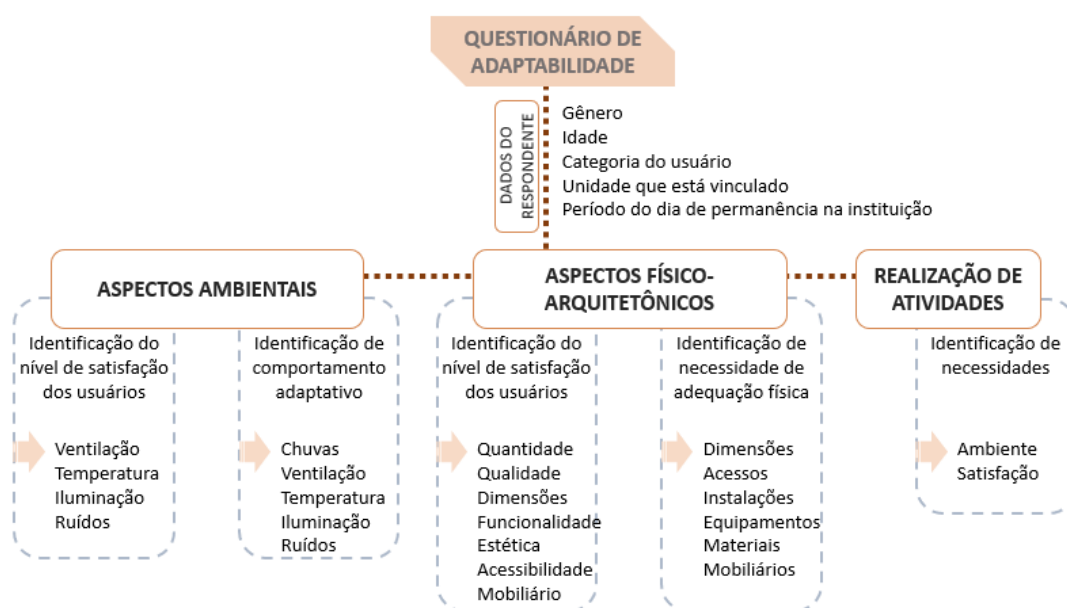 QUESTIONÁRIO DE
ADAPTABILIDADE
DADOS DO
RESPONDENTE
Gênero
Idade
Categoria do usuário
Unidade que está vinculado
Período do dia de permanência na instituição
ASPECTOS AMBIENTAIS
Identificação do
nível de satisfação
dos usuários
Ventilação
Temperatura
Iluminação
Ruídos
Identificação de
comportamento
adaptativo
Chuvas
Ventilação
Temperatura
Iluminação
Ruídos
ASPECTOS FÍSICO-
ARQUITETÔNICOS
Identificação do
nível de satisfação
dos usuários
Quantidade
Qualidade
Dimensões
Funcionalidade
Estética
Acessibilidade
Mobiliário
Identificação de
necessidade de
adequação física
Dimensões
Acessos
Instalações
Equipamentos
Materiais
Mobiliários
REALIZAÇÃO DE
ATIVIDADES
Identificação de
necessidades
Ambiente
Satisfação